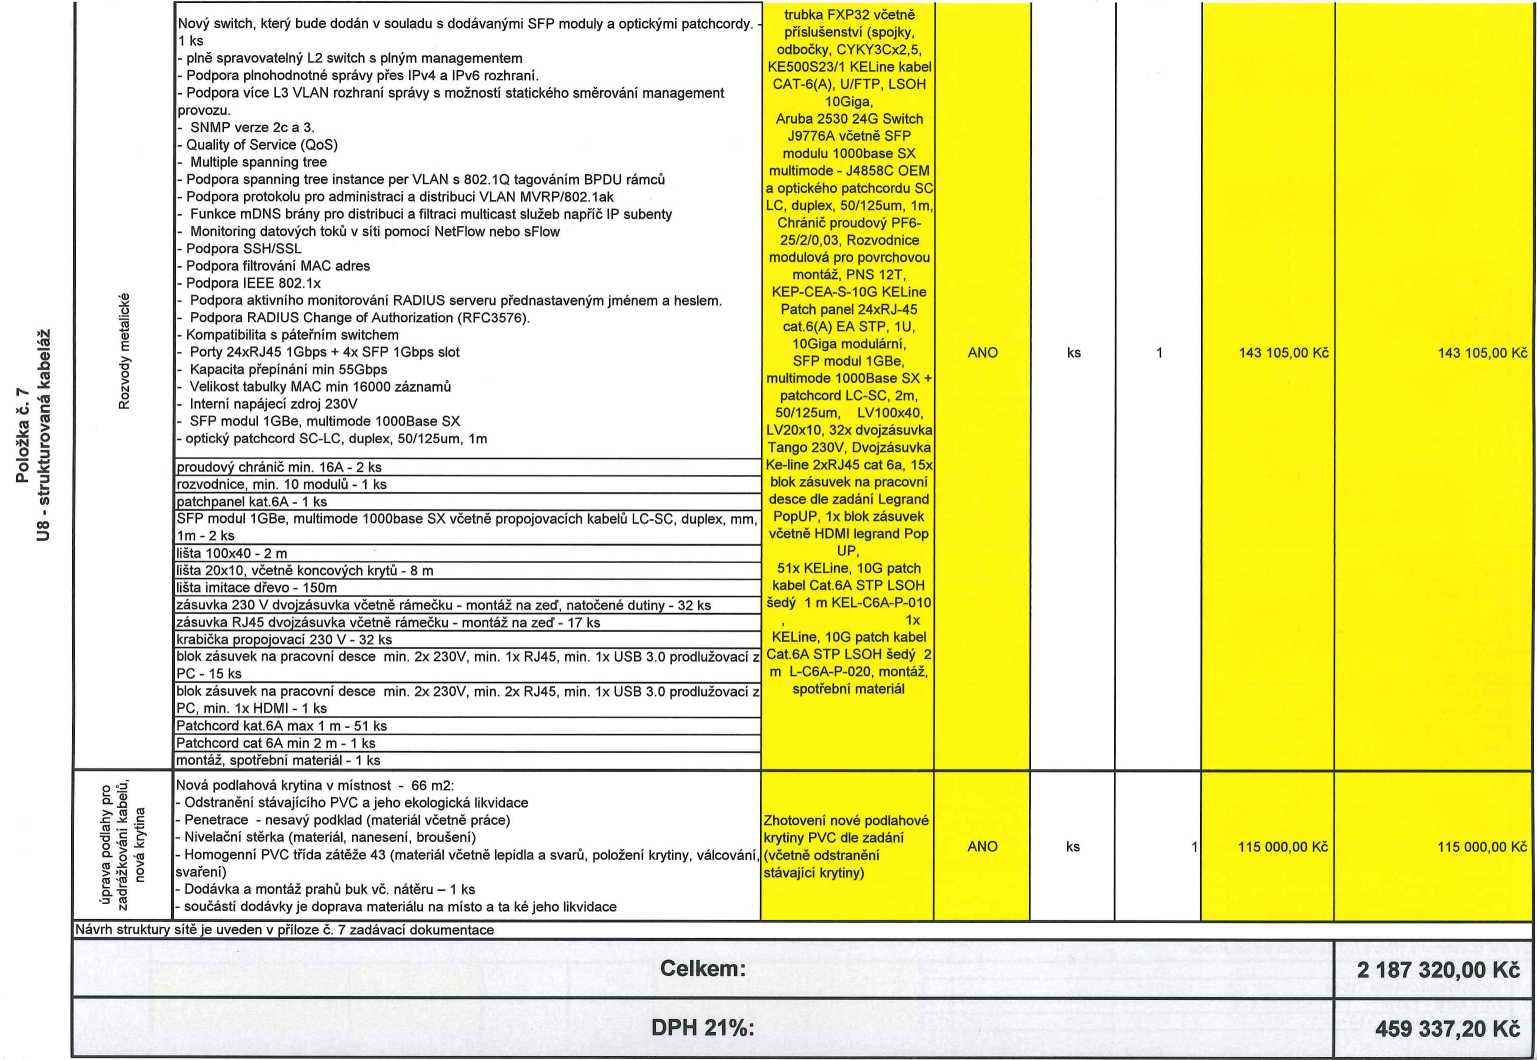 Položka č. 7
U8 - strukturovaná kabeláž
Rozvody metalické
Nový switch, který bude dodán v souladu s dodávanými SFP moduly a optickými patchcordy. -
1 ks
- plně spravovatelný L2 switch s plným managementem
- Podpora plnohodnotné správy přes IPv4 a IPv6 rozhraní.
- Podpora více L3 VLAN rozhraní správy s možností statického směrování management
provozu.
- SNMP verze 2c a 3.
- Quality of Service (QoS)
- Multiple spanning tree
- Podpora spanning tree instance per VLAN s 802.1Q tagováním BPDU rámců
- Podpora protokolu pro administraci a distribuci VLAN MVRP/802.1ak
- Funkce mDNS brány pro distribuci a filtraci multicast služeb napříč IP subenty
- Monitoring datových toků v síti pomocí NetFlow nebo sFlow
- Podpora SSH/SSL
- Podpora filtrování MAC adres
- Podpora IEEE 802.1x
- Podpora aktivního monitorování RADIUS serveru přednastaveným jménem a heslem.
- Podpora RADIUS Change of Authorization (RFC3576).
- Kompatibilita s páteřním switchem
- Porty 24xRJ45 1Gbps + 4x SFP 1Gbps slot
- Kapacita přepínání min 55Gbps
- Velikost tabulky MAC min 16000 záznamů
- Interní napájecí zdroj 230V
- SFP modul 1GBe, multimode 1000Base SX
- optický patchcord SC-LC, duplex, 50/125um, 1m
proudový chránič min. 16A - 2 ks
rozvodnice, min. 10 modulů - 1 ks
patchpanel kat.6A - 1 ks
SFP modul 1GBe, multimode 1000base SX včetně propojovacích kabelů LC-SC, duplex, mm,
1m - 2 ks
lišta 100x40 - 2 m
lišta 20x10, včetně koncových krytů - 8 m
lišta imitace dřevo - 150m
zásuvka 230 V dvojzásuvka včetně rámečku - montáž na zeď, natočené dutiny - 32 ks
zásuvka RJ45 dvojzásuvka včetně rámečku - montáž na zeď - 17 ks
krabička propojovací 230 V - 32 ks
blok zásuvek na pracovní desce min. 2x 230V, min. 1x RJ45, min. 1x USB 3.0 prodlužovací z
PC - 15 ks
blok zásuvek na pracovní desce min. 2x 230V, min. 2x RJ45, min. 1x USB 3.0 prodlužovací z
PC, min. 1x HDMI - 1 ks
Patchcord kat.6A max 1 m - 51 ks
Patchcord cat 6A min 2 m - 1 ks
montáž, spotřební materiál - 1 ks
trubka FXP32 včetně
příslušenství (spojky,
odbočky, CYKY3Cx2,5,
KE500S23/1 KELine kabel
CAT-6(A), U/FTP, LSOH
10Giga,
Aruba 2530 24G Switch
J9776A včetně SFP
modulu 1000base SX
multimode - J4858C OEM
a optického patchcordu SC
LC, duplex, 50/125um, 1m,
Chránič proudový PF6-
25/2/0,03, Rozvodnice
modulová pro povrchovou
montáž, PNS 12T,
KEP-CEA-S-10G KELine
Patch panel 24xRJ-45
cat.6(A) EA STP, 1U,
10Giga modulární,
SFP modul 1GBe,
multimode 1000Base SX +
patchcord LC-SC, 2m,
50/125um, LV100x40,
LV20x10, 32x dvojzásuvka
Tango 230V, Dvojzásuvka
Ke-line 2xRJ45 cat 6a, 15x
blok zásuvek na pracovní
desce dle zadání Legrand
PopUP, 1x blok zásuvek
včetně HDMI legrand Pop
UP,
51x KELine, 10G patch
kabel Cat.6A STP LSOH
šedý 1 m KEL-C6A-P-010
, 1x
KELine, 10G patch kabel
Cat.6A STP LSOH šedý 2
m L-C6A-P-020, montáž,
spotřební materiál
ANO
ks
1
143 105,00 Kč
143 105,00 Kč
úprava podlahy pro
zadrážkování kabelů,
nová krytina
Nová podlahová krytina v místnost - 66 m2:
- Odstranění stávajícího PVC a jeho ekologická likvidace
- Penetrace - nesavý podklad (materiál včetně práce)
- Nivelační stěrka (materiál, nanesení, broušení)
- Homogenní PVC třída zátěže 43 (materiál včetně lepidla a svarů, položení krytiny, válcování,
svaření)
- Dodávka a montáž prahů buk vč. nátěru – 1 ks
- součástí dodávky je doprava materiálu na místo a ta ké jeho likvidace
Zhotovení nové podlahové
krytiny PVC dle zadání
(včetně odstranění
stávající krytiny)
ANO
ks
1
115 000,00 Kč
115 000,00 Kč
Návrh struktury sítě je uveden v příloze č. 7 zadávací dokumentace
Celkem:
2 187 320,00 Kč
DPH 21%:
459 337,20 Kč